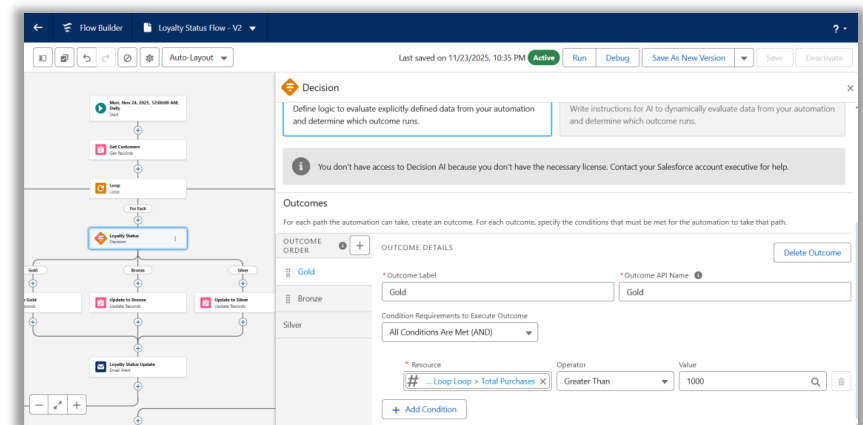 Flow Builder
Loyalty Status Flow - V2
?
Auto-Layout
Last saved on 11/23/2025, 10:35 PM
Active
Run
Debug
Save As New Version
Save
Deactivate
Mon, Nov 24, 2025, 12:00:00 AM,
Daily
Start
Get Customers
Get Records
Loop
Loop
For Each
Loyalty Status
Decision
Gold
Bronze
Silver
Gold
Records
Update to Bronze
Update Records
Update to Silver
Update Records
Loyalty Status Update
Email Alert
Decision
Define logic to evaluate explicitly defined data from your automation
and determine which outcome runs.
Write instructions for AI to dynamically evaluate data from your automation
and determine which outcome runs.
You don't have access to Decision AI because you don't have the necessary license. Contact your Salesforce account executive for help.
Outcomes
For each path the automation can take, create an outcome. For each outcome, specify the conditions that must be met for the automation to take that path.
OUTCOME
ORDER
Gold
Bronze
Silver
OUTCOME DETAILS
Delete Outcome
* Outcome Label
Gold
* Outcome API Name
Gold
Condition Requirements to Execute Outcome
All Conditions Are Met (AND)
* Resource
... Loop Loop > Total Purchases
Operator
Greater Than
Value
1000
+ Add Condition